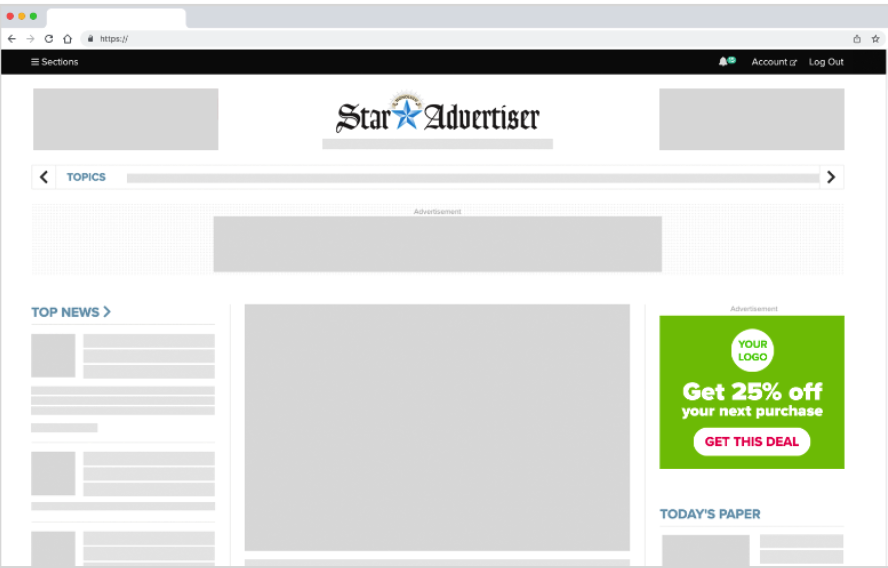 https://
Sections
Account
Log Out
Star Advertiser
TOPICS
Advertisement
TOP NEWS
Advertisement
YOUR
LOGO
Get 25% off
your next purchase
GET THIS DEAL
TODAY'S PAPER